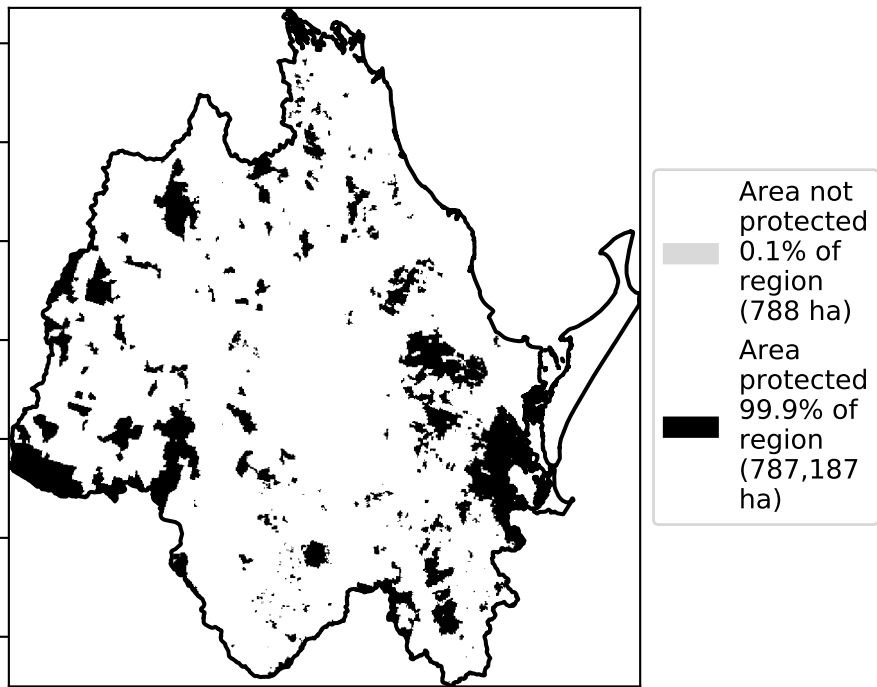 Area not
protected
0.1% of
region
(788 ha)
Area
protected
99.9% of
region
(787,187
ha)